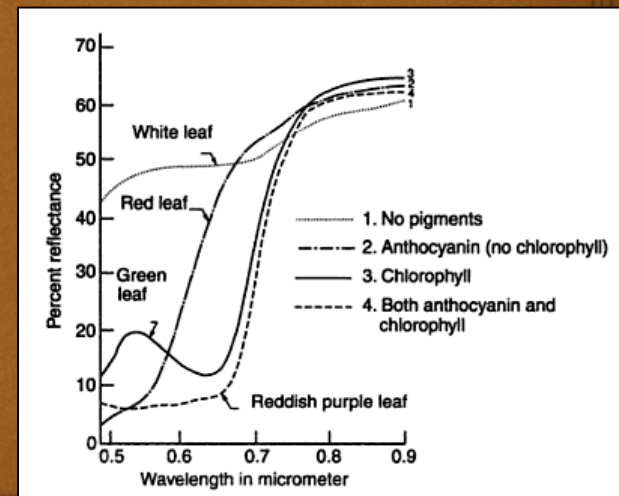 70
60
50
40
30
20
10
0
Percent reflectance
White leaf
Red leaf
Green
leaf
Reddish purple leaf
3
2
4
1
1. No pigments
2. Anthocyanin (no chlorophyll)
3. Chlorophyll
4. Both anthocyanin and
chlorophyll
0.5 0.6 0.7 0.8 0.9
Wavelength in micrometer